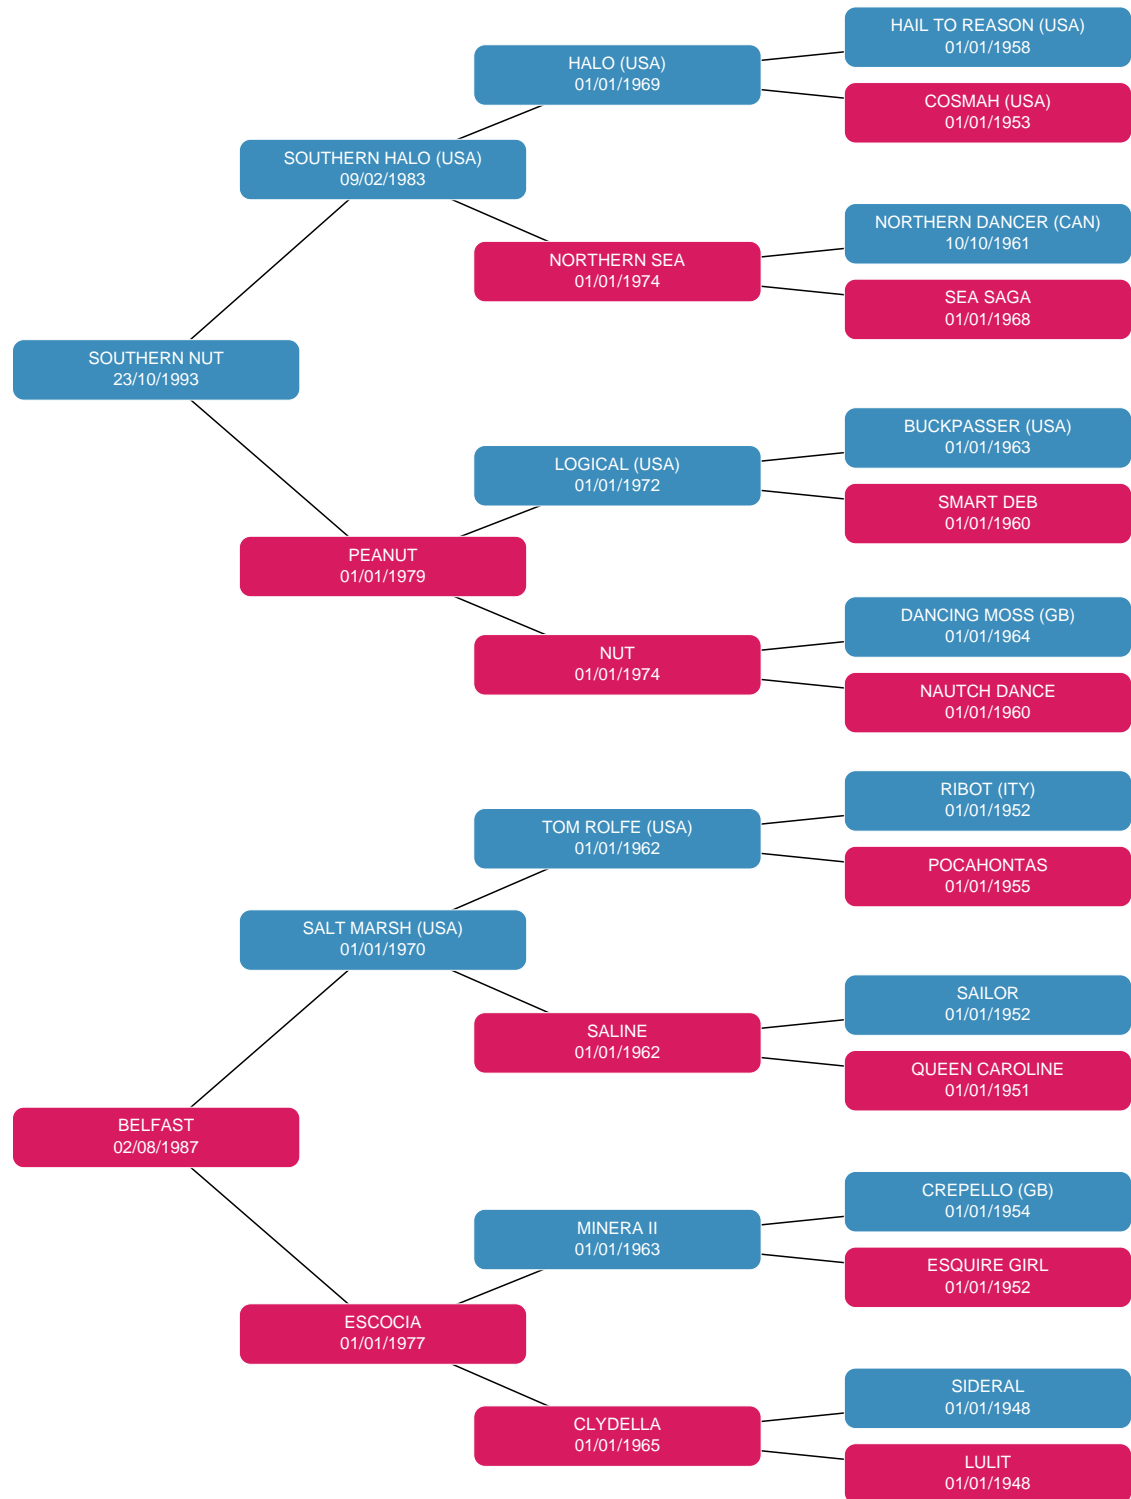 HAIL TO REASON (USA)
01/01/1958
HALO (USA)
01/01/1969
COSMAH (USA)
01/01/1953
SOUTHERN HALO (USA)
09/02/1983
NORTHERN DANCER (CAN)
10/10/1961
NORTHERN SEA
01/01/1974
SEA SAGA
01/01/1968
SOUTHERN NUT
23/10/1993
BUCKPASSER (USA)
01/01/1963
LOGICAL (USA)
01/01/1972
SMART DEB
01/01/1960
PEANUT
01/01/1979
DANCING MOSS (GB)
01/01/1964
NUT
01/01/1974
NAUTCH DANCE
01/01/1960
RIBOT (ITY)
01/01/1952
TOM ROLFE (USA)
01/01/1962
POCAHONTAS
01/01/1955
SALT MARSH (USA)
01/01/1970
SAILOR
01/01/1952
SALINE
01/01/1962
QUEEN CAROLINE
01/01/1951
BELFAST
02/08/1987
CREPELLO (GB)
01/01/1954
MINERA II
01/01/1963
ESQUIRE GIRL
01/01/1952
ESCOCIA
01/01/1977
SIDERAL
01/01/1948
CLYDELLA
01/01/1965
LULIT
01/01/1948